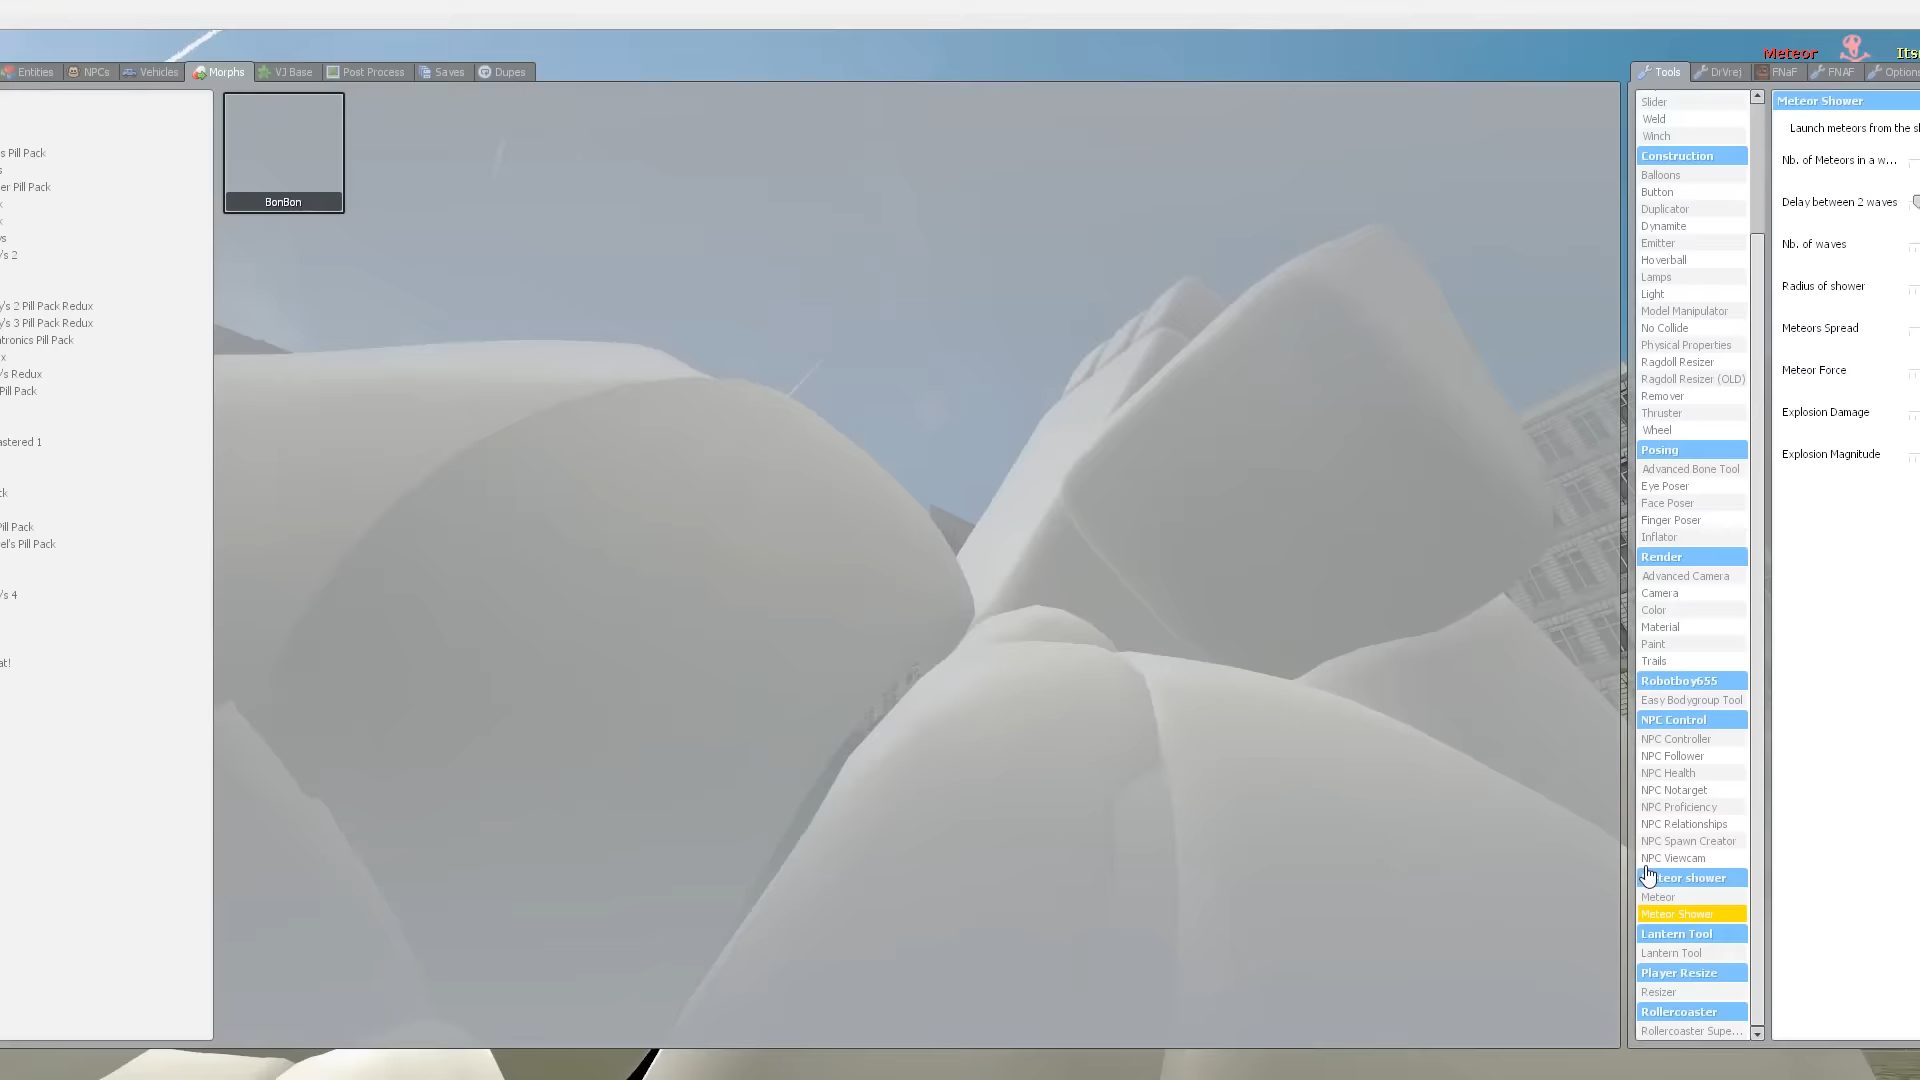 Meteor
Its
Entities
NPCs
Vehicles
Morphs
VJ Base
Post Process
Saves
Dupes
Tools
DrVrej
FNaF
FNAF
Options
s Pill Pack
s
er Pill Pack
x
x
ys
/s 2
y's 2 Pill Pack Redux
y's 3 Pill Pack Redux
tronics Pill Pack
x
/s Redux
Pill Pack
astered 1
ck
Pill Pack
el's Pill Pack
/s 4
at!
BonBon
Slider
Weld
Winch
Construction
Balloons
Button
Duplicator
Dynamite
Emitter
Hoverball
Lamps
Light
Model Manipulator
No Collide
Physical Properties
Ragdoll Resizer
Ragdoll Resizer (OLD)
Remover
Thruster
Wheel
Posing
Advanced Bone Tool
Eye Poser
Face Poser
Finger Poser
Inflator
Render
Advanced Camera
Camera
Color
Material
Paint
Trails
Robotboy655
Easy Bodygroup Tool
NPC Control
NPC Controller
NPC Follower
NPC Health
NPC Notarget
NPC Proficiency
NPC Relationships
NPC Spawn Creator
NPC Viewcam
eteor shower
Meteor
Meteor Shower
Lantern Tool
Lantern Tool
Player Resize
Resizer
Rollercoaster
Rollercoaster Supe...
Meteor Shower
Launch meteors from the s
Nb. of Meteors in a w...
Delay between 2 waves
Nb. of waves
Radius of shower
Meteors Spread
Meteor Force
Explosion Damage
Explosion Magnitude